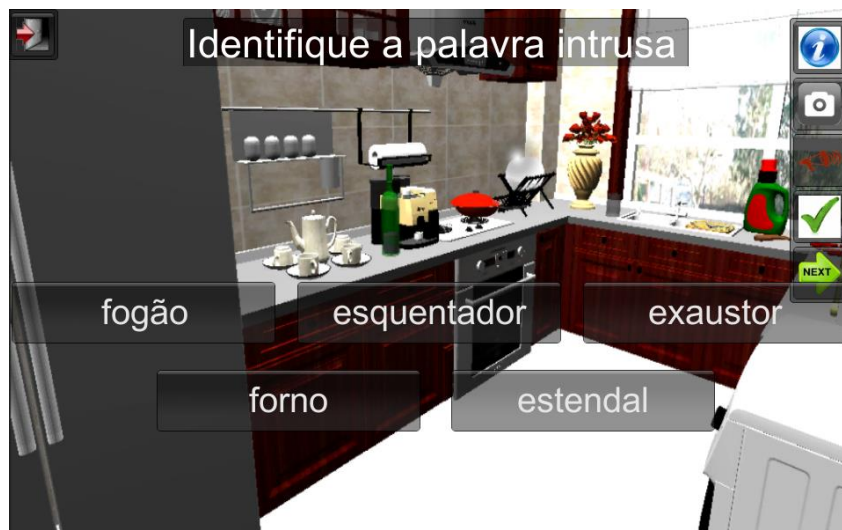 Identifique a palavra intrusa
NEXT
fogão esquentador exaustor
forno estendal